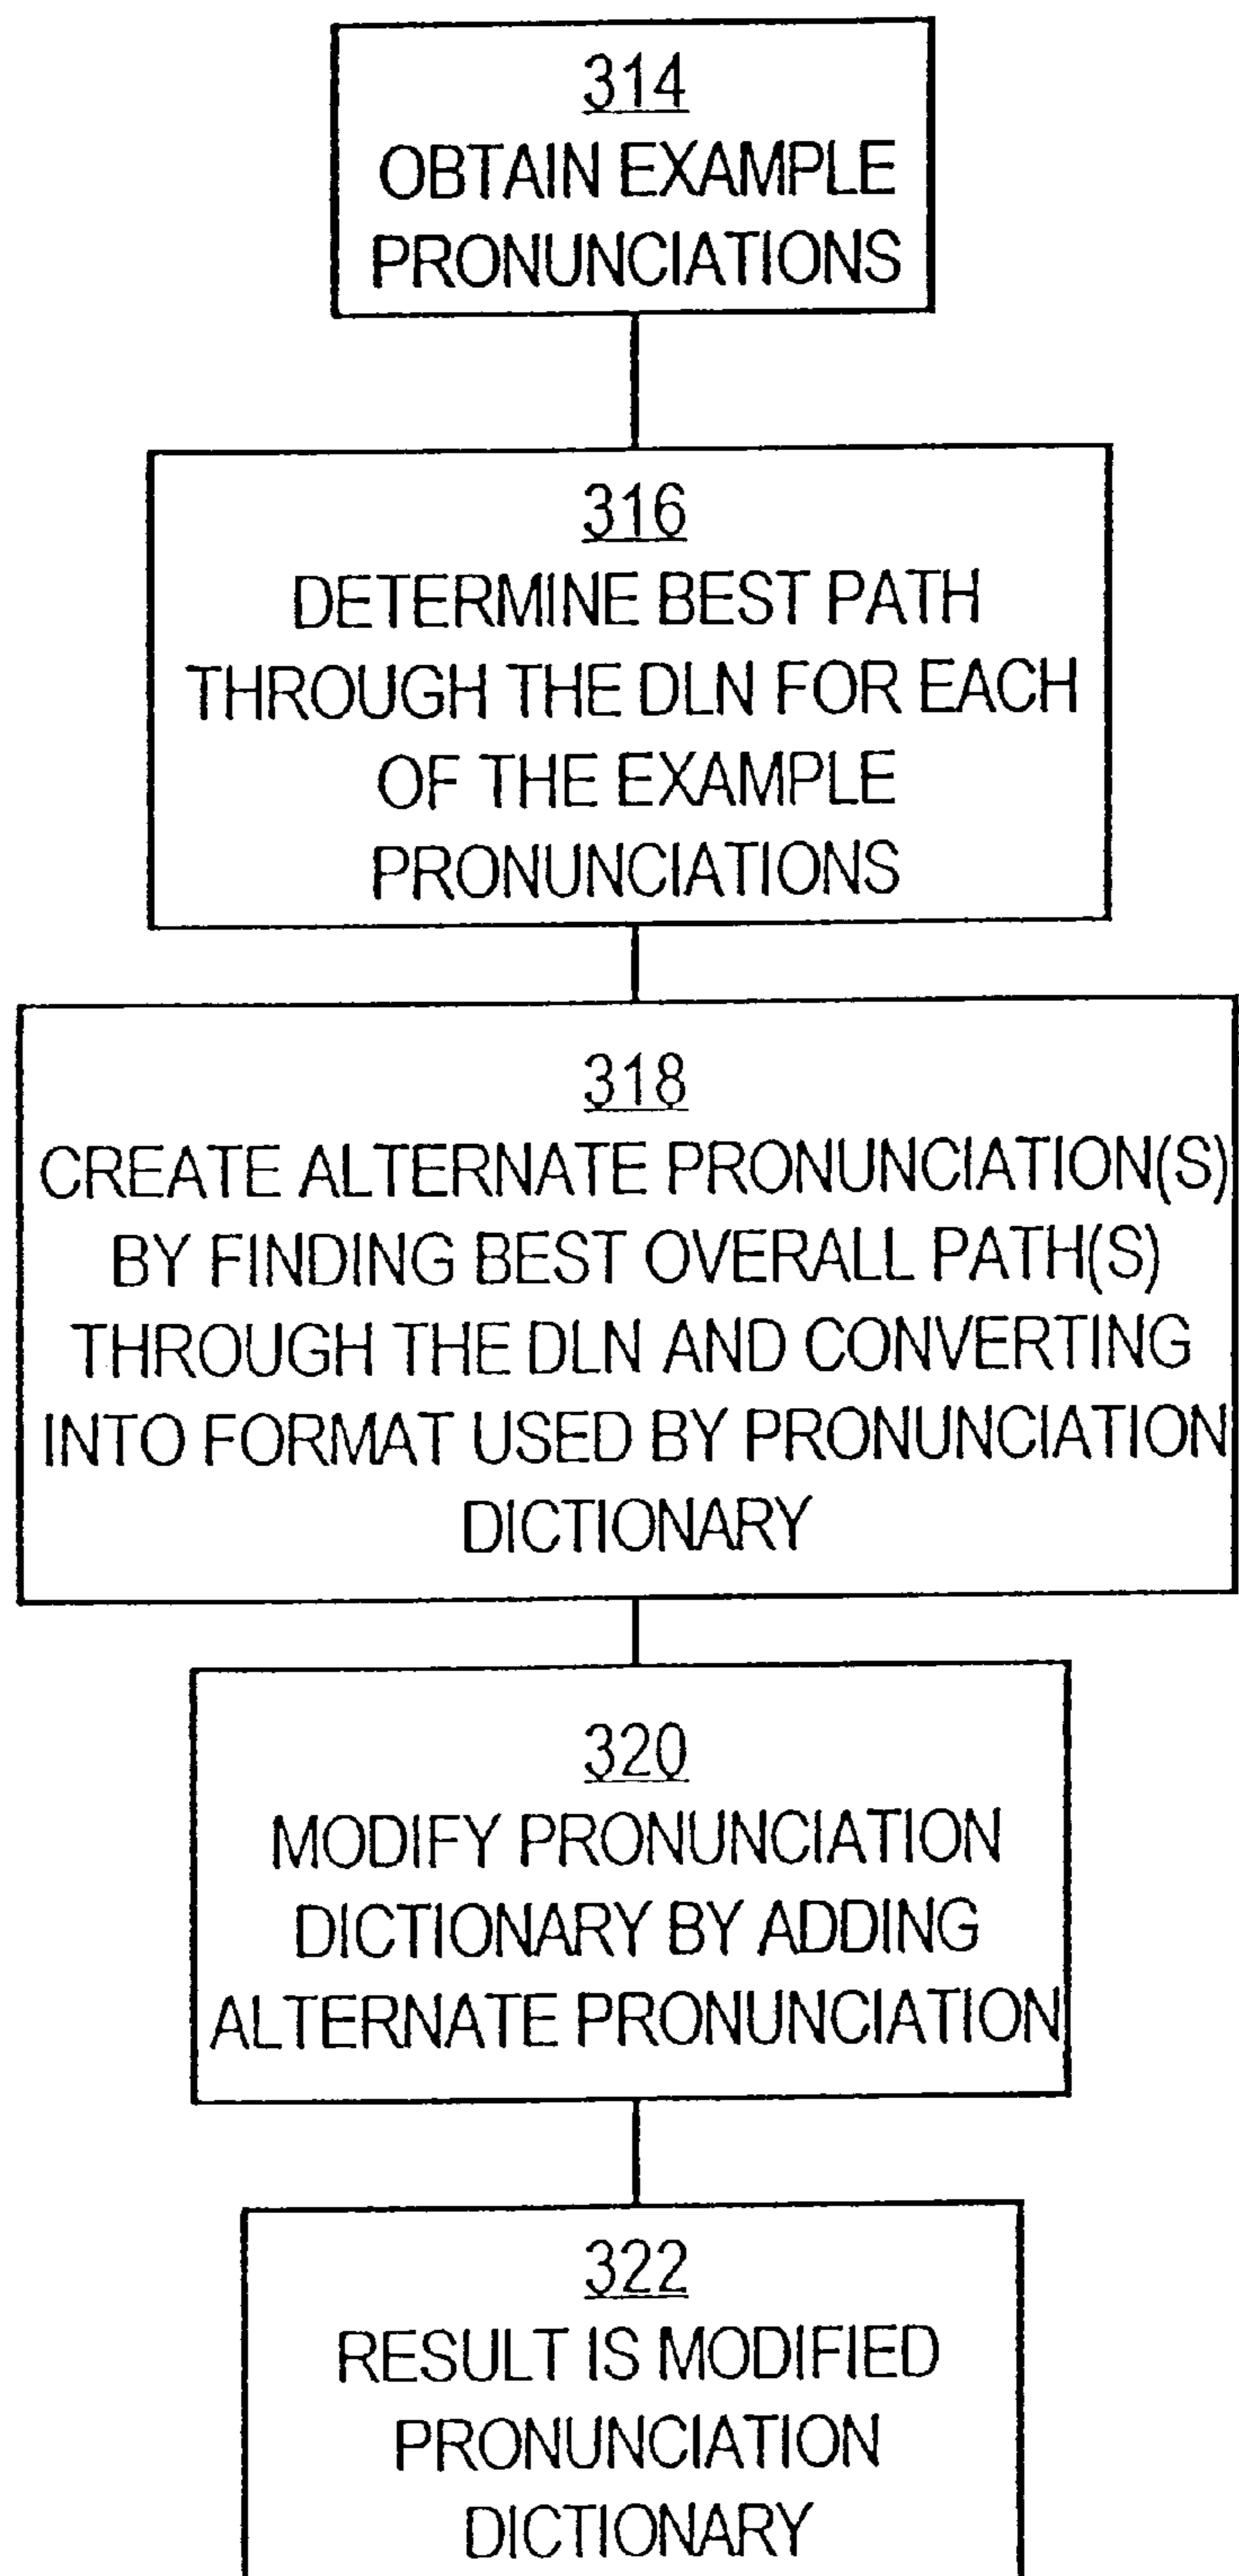 314
OBTAIN EXAMPLE
PRONUNCIATIONS
316
DETERMINE BEST PATH
THROUGH THE DLN FOR EACH
OF THE EXAMPLE
PRONUNCIATIONS
318
CREATE ALTERNATE PRONUNCIATION(S)
BY FINDING BEST OVERALL PATH(S)
THROUGH THE DLN AND CONVERTING
INTO FORMAT USED BY PRONUNCIATION
DICTIONARY
320
MODIFY PRONUNCIATION
DICTIONARY BY ADDING
ALTERNATE PRONUNCIATION
322
RESULT IS MODIFIED
PRONUNCIATION
DICTIONARY